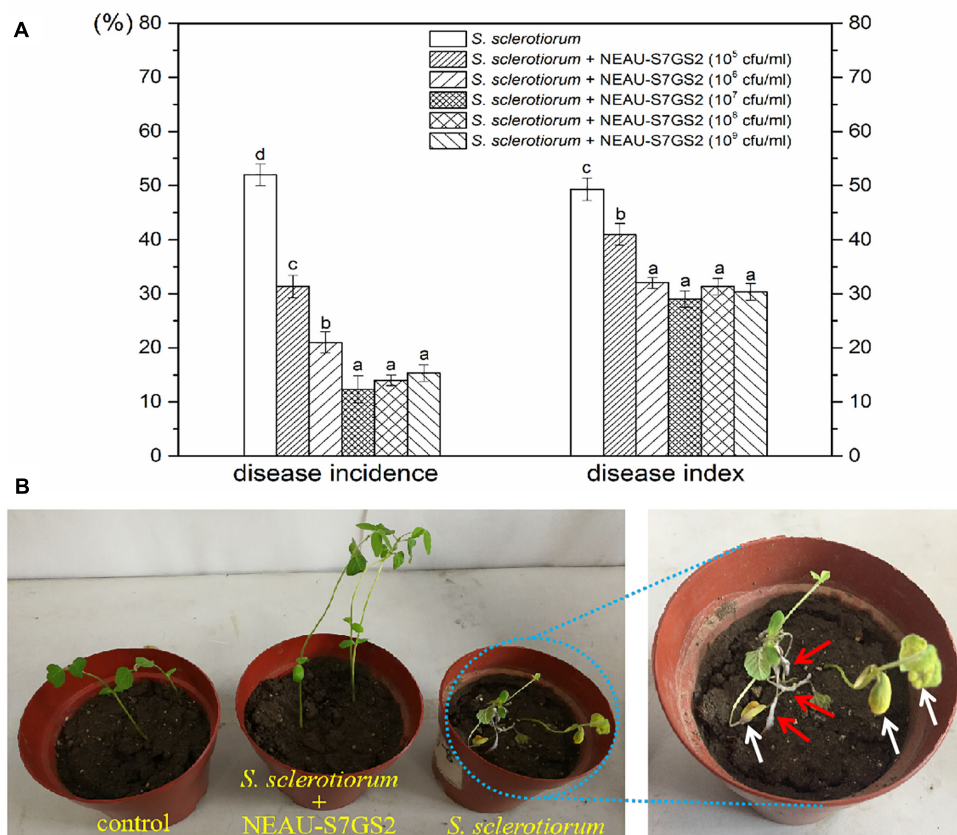 A
(%)
80
70
60
50
40
30
20
10
0
d
c
b
a
a
a
disease incidence
c
b
a
a
a
a
disease index
S. sclerotiorum
S. sclerotiorum + NEAU-S7GS2 (10⁵ cfu/ml)
S. sclerotiorum + NEAU-S7GS2 (10⁶ cfu/ml)
S. sclerotiorum + NEAU-S7GS2 (10⁷ cfu/ml)
S. sclerotiorum + NEAU-S7GS2 (10⁸ cfu/ml)
S. sclerotiorum + NEAU-S7GS2 (10⁹ cfu/ml)
80
70
60
50
40
30
20
10
0
B
control
S. sclerotiorum
+
NEAU-S7GS2
S. sclerotiorum